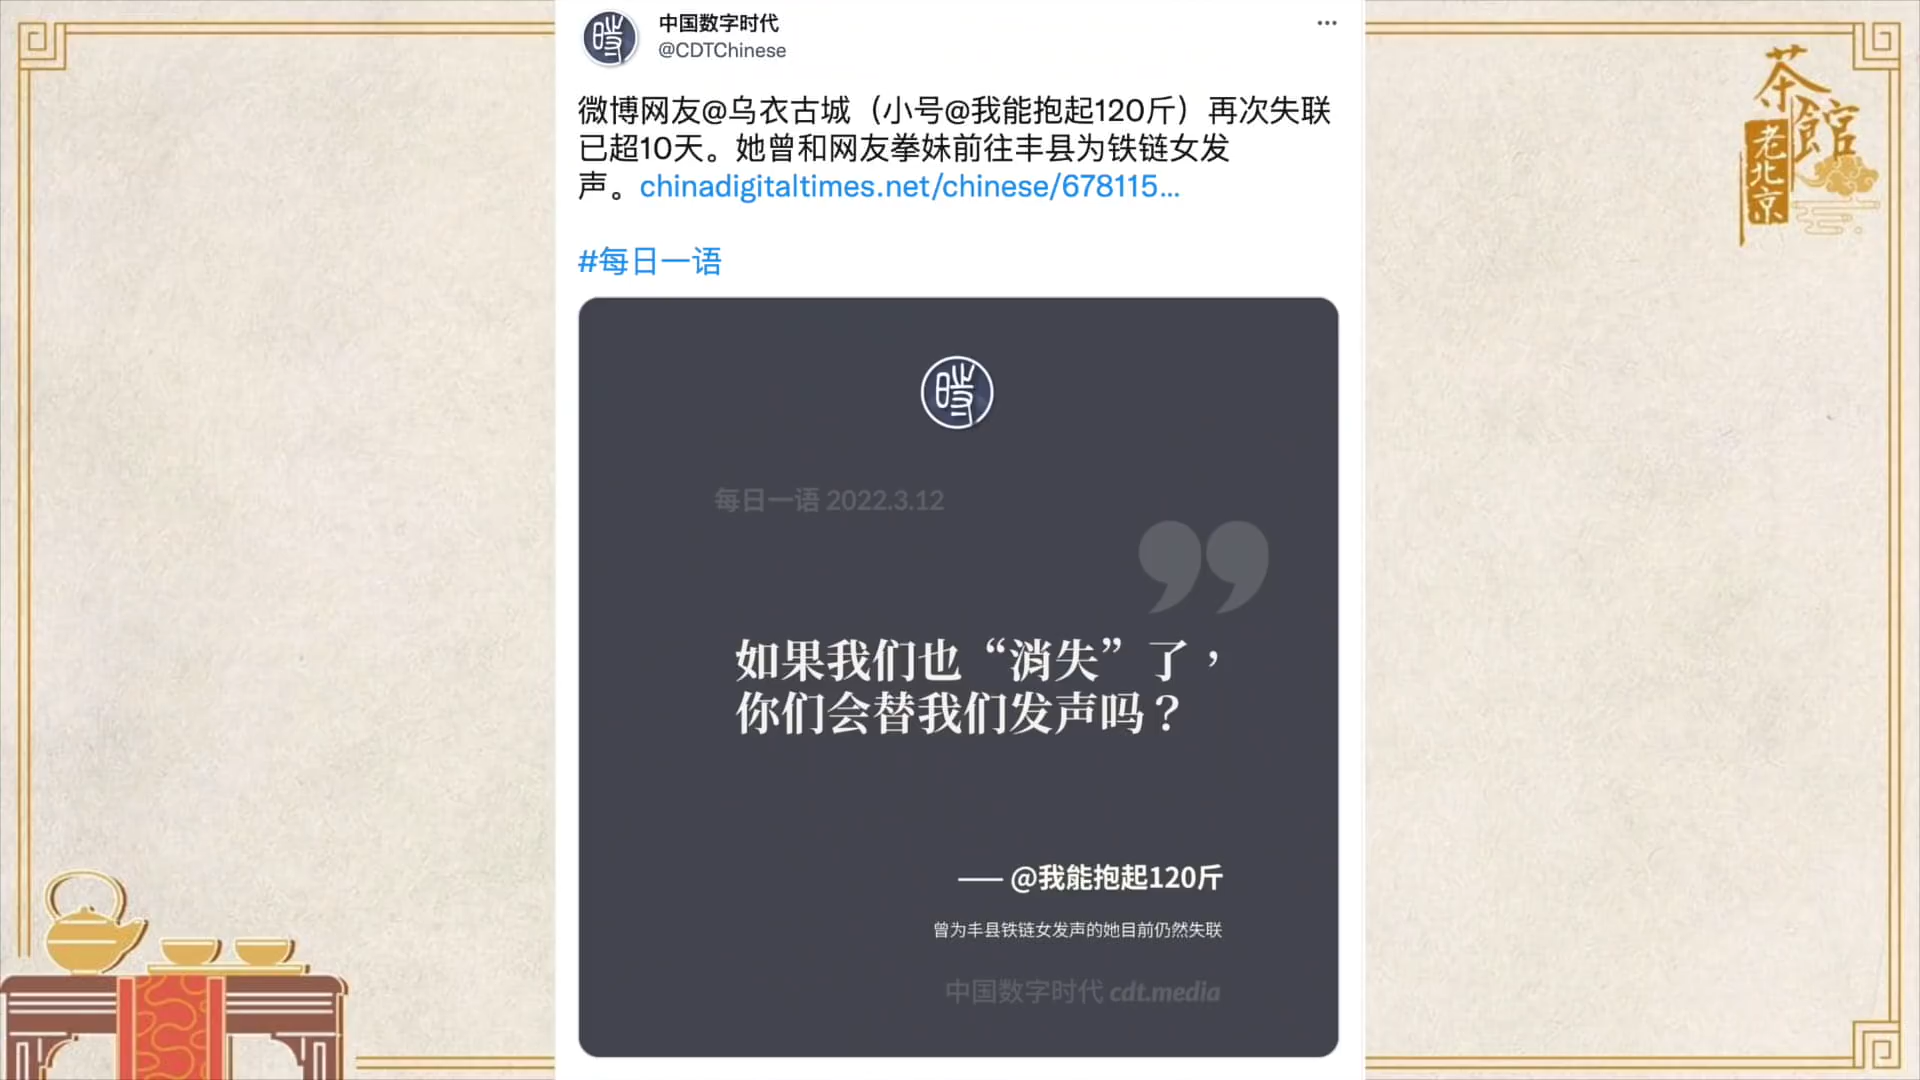 中国数字时代
@CDTChinese
微博网友@乌衣古城（小号@我能抱起120斤）再次失联
已超10天。她曾和网友拳妹前往丰县为铁链女发
声。chinadigitaltimes.net/chinese/678115...
#每日一语
每日一语 2022.3.12
如果我们也“消失”了，
你们会替我们发声吗？
—— @我能抱起120斤
曾为丰县铁链女发声的她目前仍然失联
中国数字时代 cdt.media
老北京
茶館